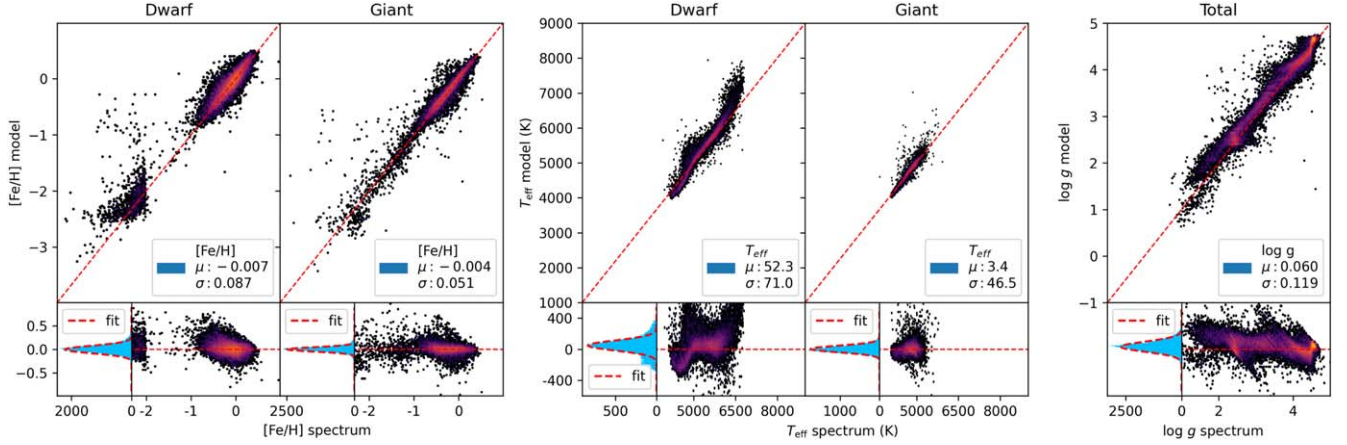 Dwarf
Giant
[Fe/H] model
0
−1
−2
−3
[Fe/H]
μ : −0.007
σ : 0.087
[Fe/H]
μ : −0.004
σ : 0.051
0.5
0.0
−0.5
fit
fit
2000
0
-2
-1
0
2500
0
-2
-1
0
[Fe/H] spectrum
Dwarf
Giant
T_eff model (K)
9000
8000
7000
6000
5000
4000
3000
2000
1000
T_eff
μ : 52.3
σ : 71.0
T_eff
μ : 3.4
σ : 46.5
400
0
-400
fit
fit
500
0
5000
6500
8000
1000
0
5000
6500
8000
T_eff spectrum (K)
Total
log g model
5
4
3
2
1
0
−1
log g
μ : 0.060
σ : 0.119
fit
2500
0
2
4
log g spectrum